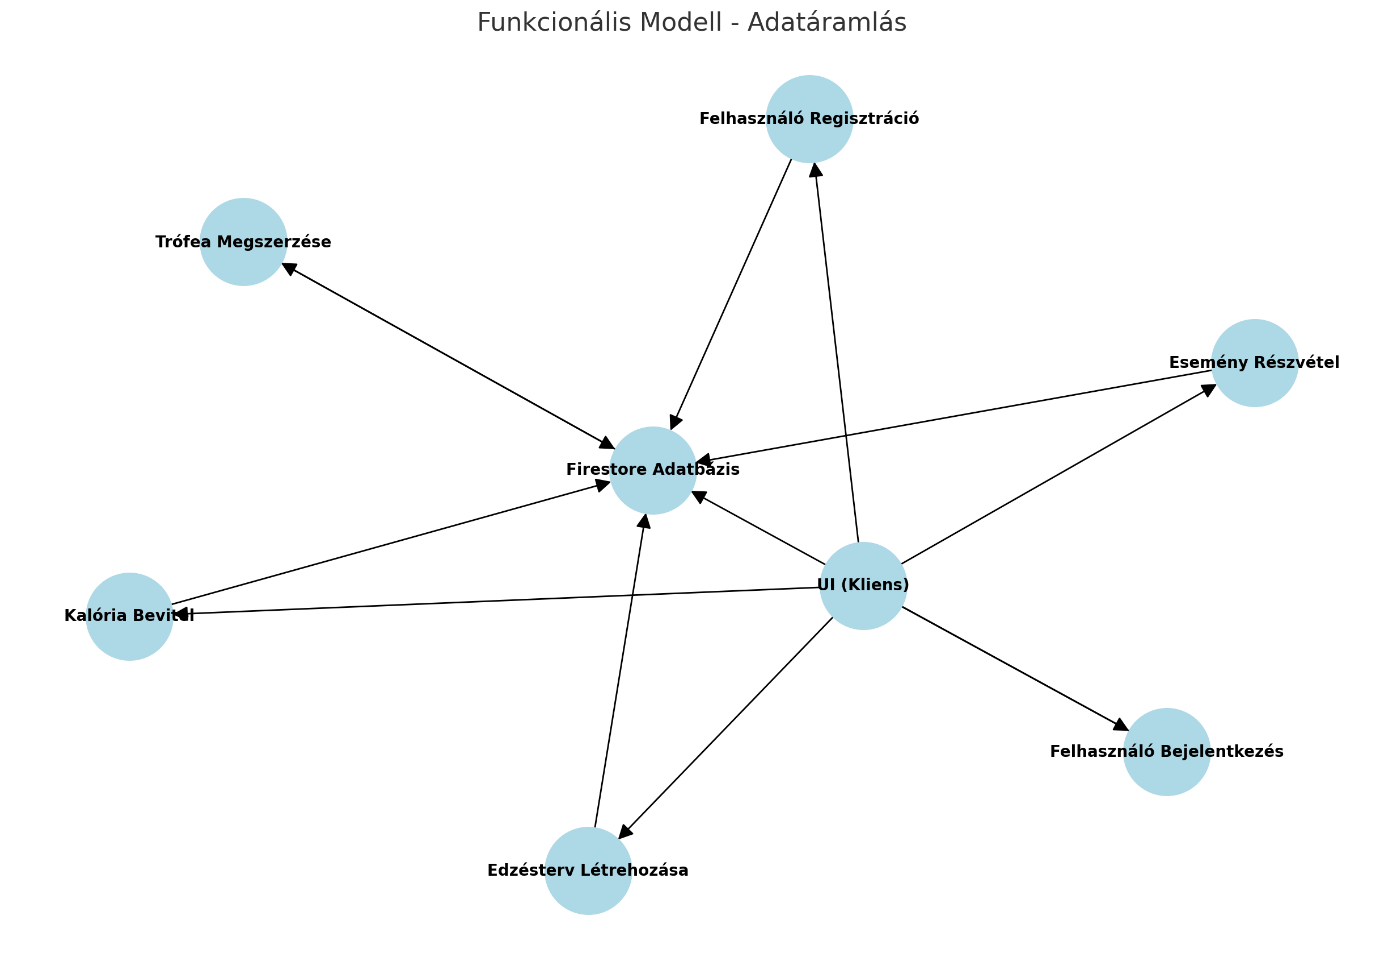 Funkcionális Modell - Adatáramlás
Felhasználó Regisztráció
Trófea Megszerzése
Esemény Részvétel
Firestore Adatbázis
UI (Kliens)
Kalória Bevitel
Felhasználó Bejelentkezés
Edzésterv Létrehozása